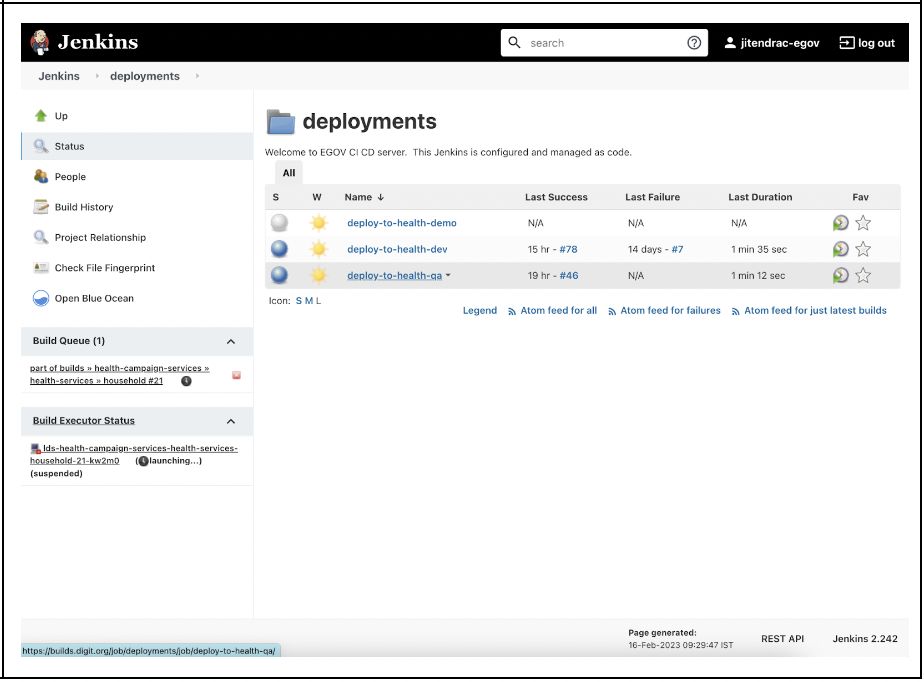 Jenkins
search
jitendrac-egov
log out
Jenkins
deployments
Up
Status
People
Build History
Project Relationship
Check File Fingerprint
Open Blue Ocean
Build Queue (1)
part of builds » health-campaign-services »
health-services » household #21
Build Executor Status
lds-health-campaign-services-health-services-
household-21-kw2m0 (launching...)
(suspended)
deployments
Welcome to EGOV CI CD server. This Jenkins is configured and managed as code.
All
S W Name ↓ Last Success Last Failure Last Duration Fav
deploy-to-health-demo N/A N/A N/A
deploy-to-health-dev 15 hr - #78 14 days - #7 1 min 35 sec
deploy-to-health-qa 19 hr - #46 N/A 1 min 12 sec
Icon: S M L
Legend Atom feed for all Atom feed for failures Atom feed for just latest builds
Page generated:
16-Feb-2023 09:29:47 IST
REST API
Jenkins 2.242
https://builds.digit.org/job/deployments/job/deploy-to-health-qa/